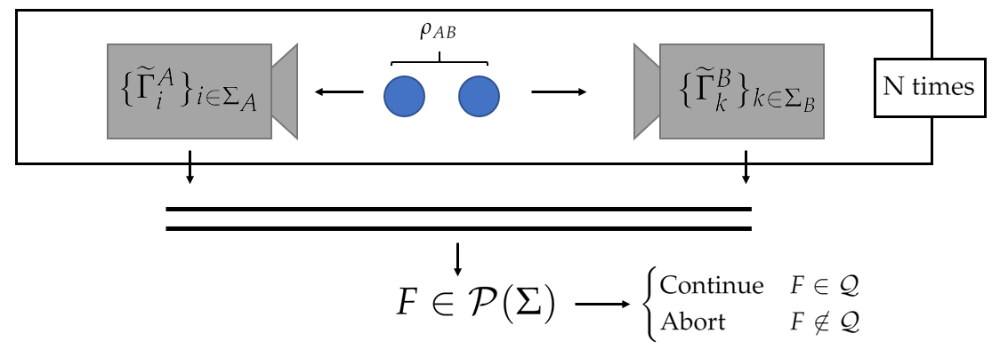 ρ_{AB}
{Γ̃_i^A}_{i∈Σ_A}
{Γ̃_k^B}_{k∈Σ_B}
N times
F ∈ 𝒫(Σ)
Continue F ∈ 𝒬
Abort F ∉ 𝒬